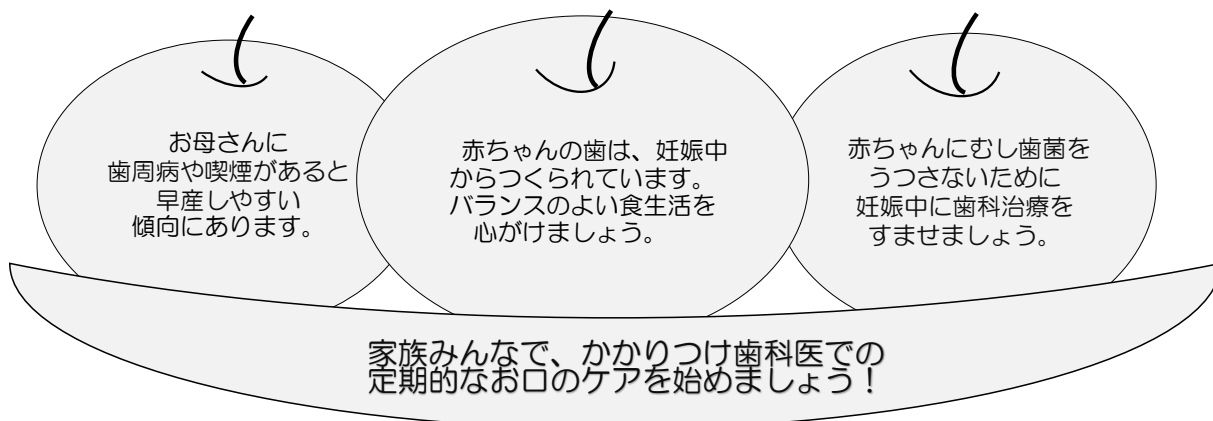 お母さんに
歯周病や喫煙があると
早産しやすい
傾向にあります。
赤ちゃんの歯は、妊娠中
からつくられています。
バランスのよい食生活を
心がけましょう。
赤ちゃんにむし歯菌を
うつさないために
妊娠中に歯科治療を
すませましょう。
家族みんなで、かかりつけ歯科医での
定期的なお口のケアを始めましょう！